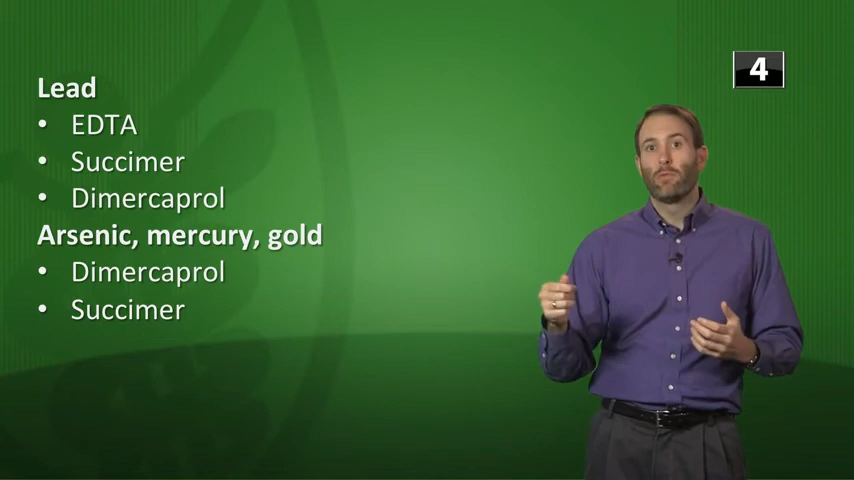 Lead
• EDTA
• Succimer
• Dimercaprol
Arsenic, mercury, gold
• Dimercaprol
• Succimer
4